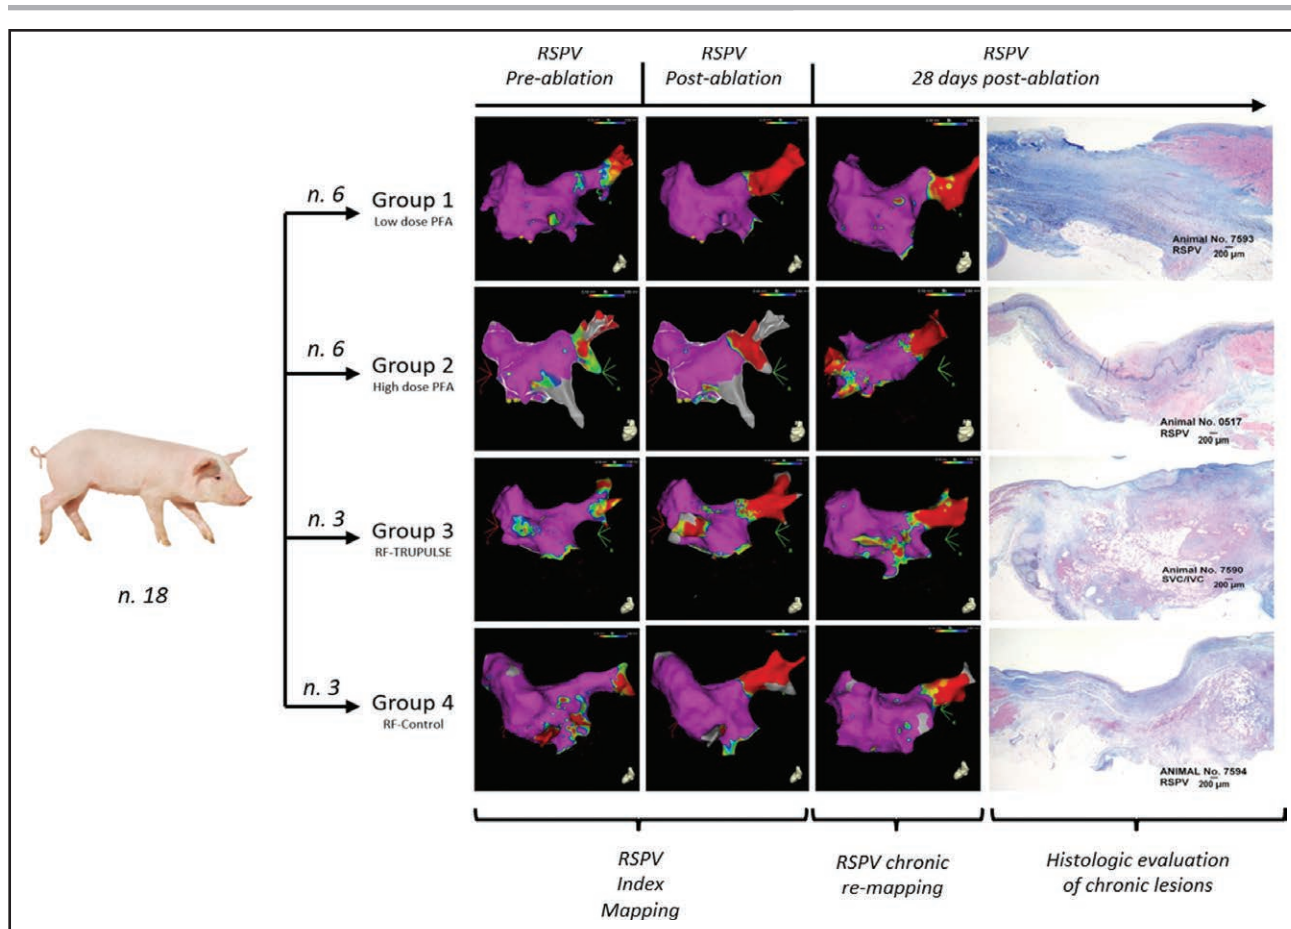 RSPV
Pre-ablation
RSPV
Post-ablation
RSPV
28 days post-ablation
n. 6
Group 1
Low dose PFA
Animal No. 7593
RSPV
200 µm
n. 6
Group 2
High dose PFA
Animal No. 0517
RSPV
200 µm
n. 18
n. 3
Group 3
RF-TRUPULSE
Animal No. 7590
SVC/IVC
200 µm
n. 3
Group 4
RF-Control
ANIMAL No. 7594
RSPV
200 µm
RSPV
Index
Mapping
RSPV chronic
re-mapping
Histologic evaluation
of chronic lesions